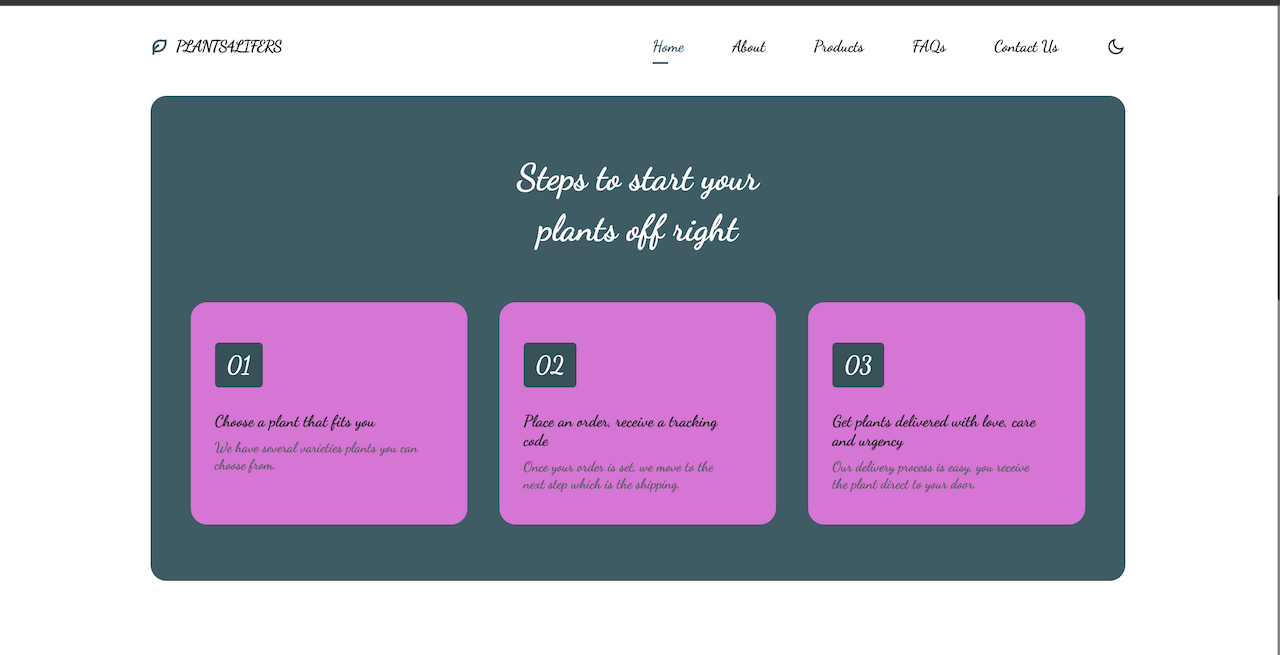 PLANTS4LIFERS
Home About Products FAQs Contact Us
Steps to start your
plants off right
01
Choose a plant that fits you
We have several varieties plants you can
choose from.
02
Place an order, receive a tracking
code
Once your order is set, we move to the
next step which is the shipping.
03
Get plants delivered with love, care
and urgency
Our delivery process is easy, you receive
the plant direct to your door.